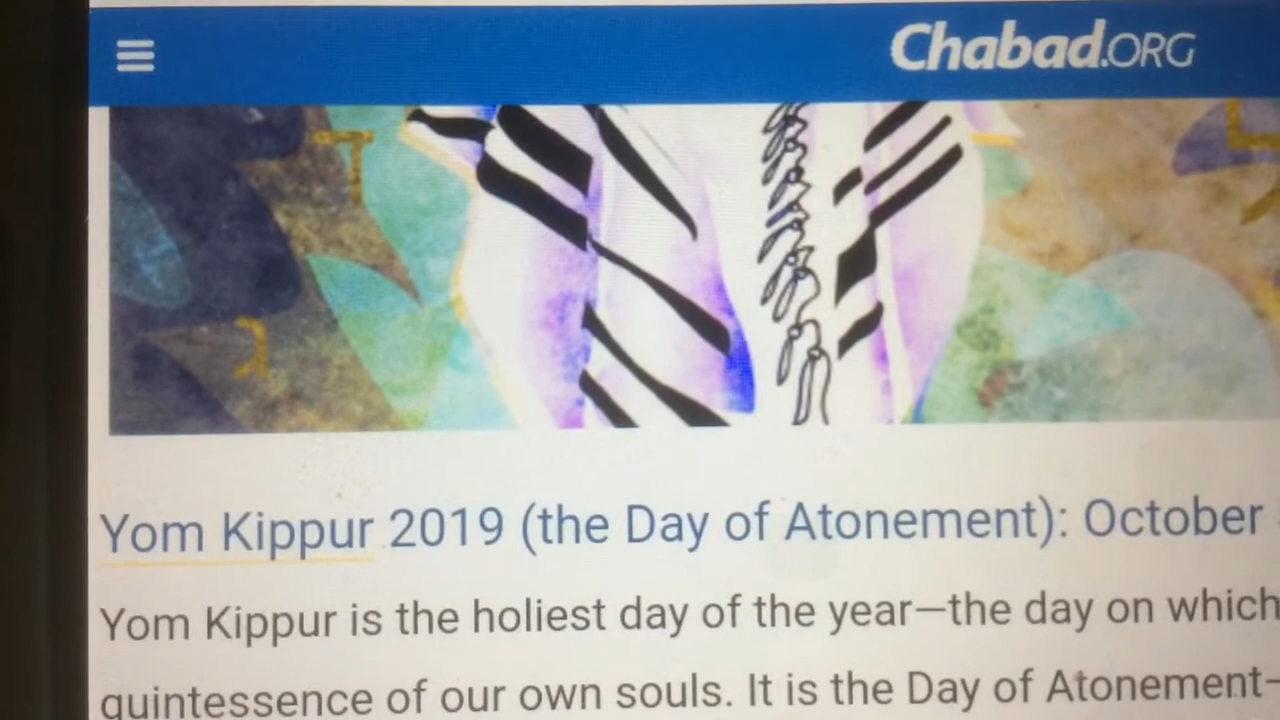 Chabad.ORG
ד
ג
Yom Kippur 2019 (the Day of Atonement): October
Yom Kippur is the holiest day of the year—the day on which
quintessence of our own souls. It is the Day of Atonement–